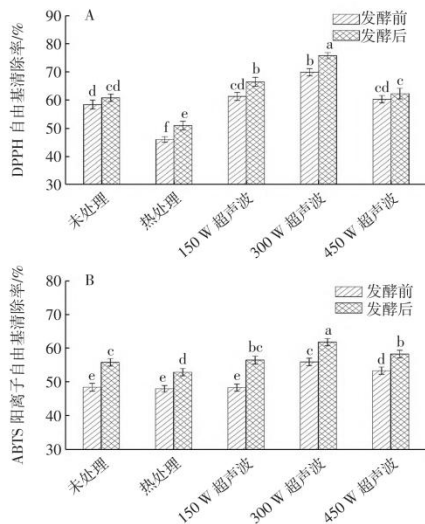 A
发酵前
发酵后
DPPH 自由基清除率/%
90
80
70
60
50
40
30
d
cd
f
e
cd
b
b
a
cd
c
未处理
热处理
150 W 超声波
300 W 超声波
450 W 超声波
B
发酵前
发酵后
ABTS 阳离子自由基清除率/%
80
70
60
50
40
30
e
c
e
d
e
bc
c
a
d
b
未处理
热处理
150 W 超声波
300 W 超声波
450 W 超声波